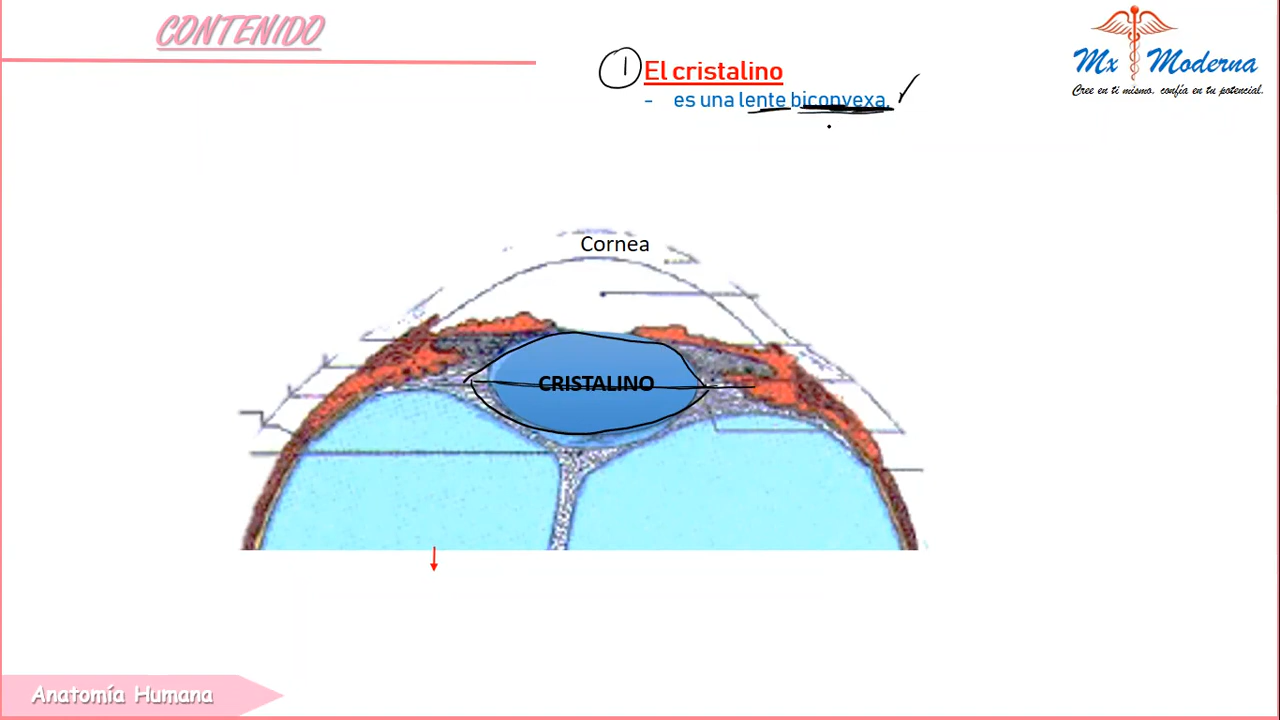 CONTENIDO
1 El cristalino
- es una lente biconvexa.
Mx Moderna
Cree en ti mismo, confía en tu potencial.
Cornea
CRISTALINO
Anatomía Humana